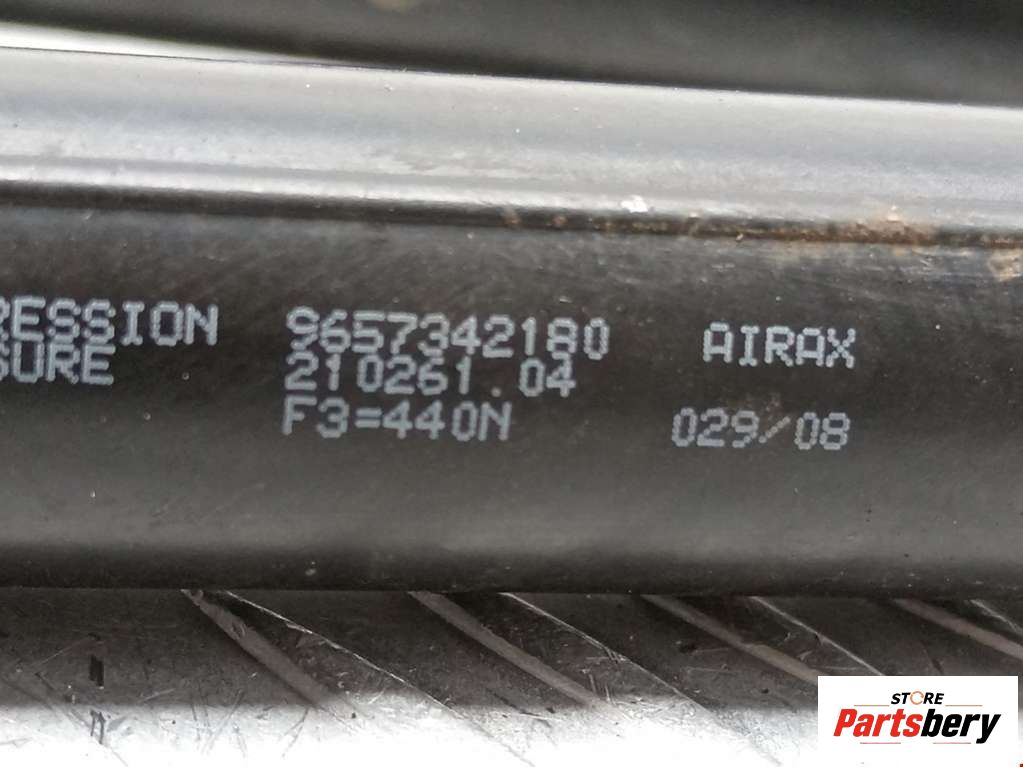 RESSION 9657342180 AIRAX
SURE 210261.04
F3=440N 029/08
STORE
Partsbery